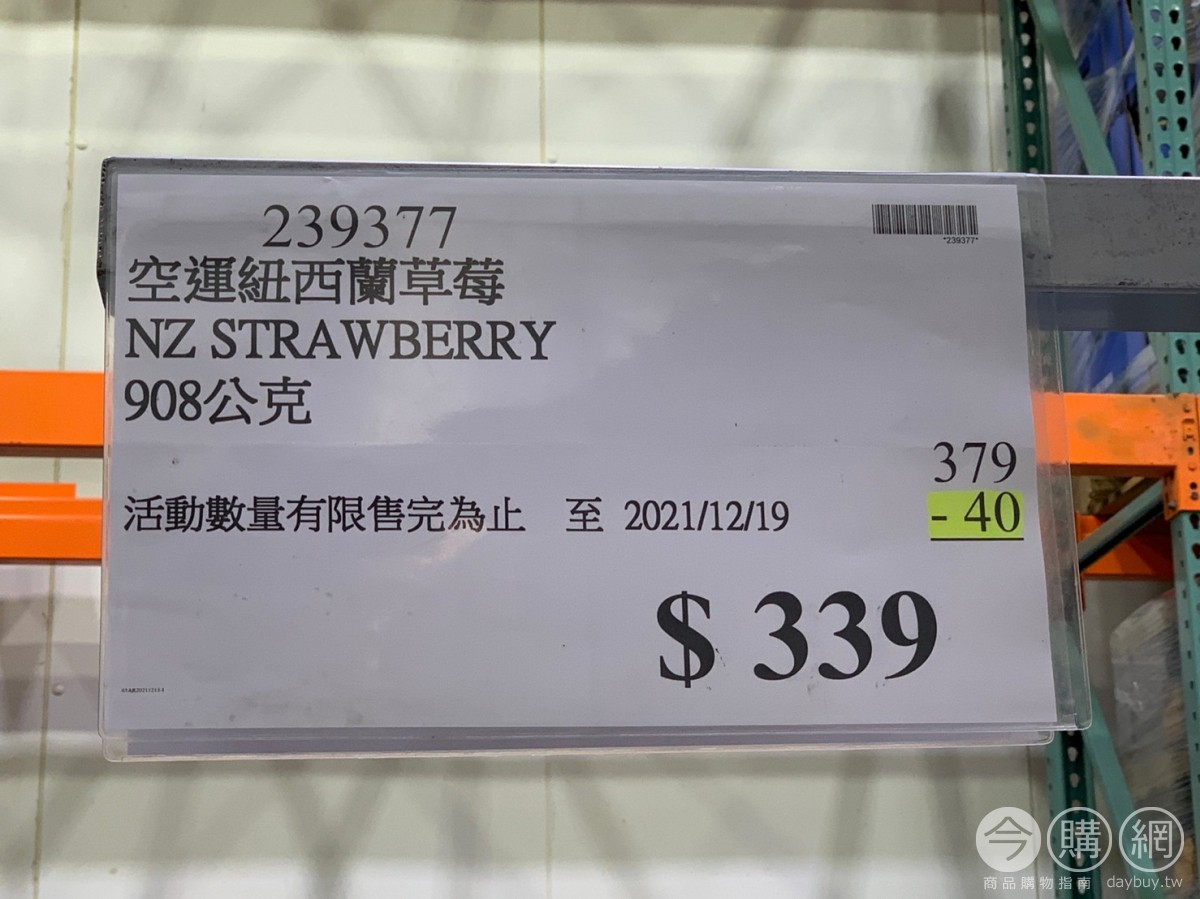 239377
*239377*
空運紐西蘭草莓
NZ STRAWBERRY
908公克
379
活動數量有限售完為止 至 2021/12/19
- 40
$ 339
今購網
商品購物指南 daybuy.tw